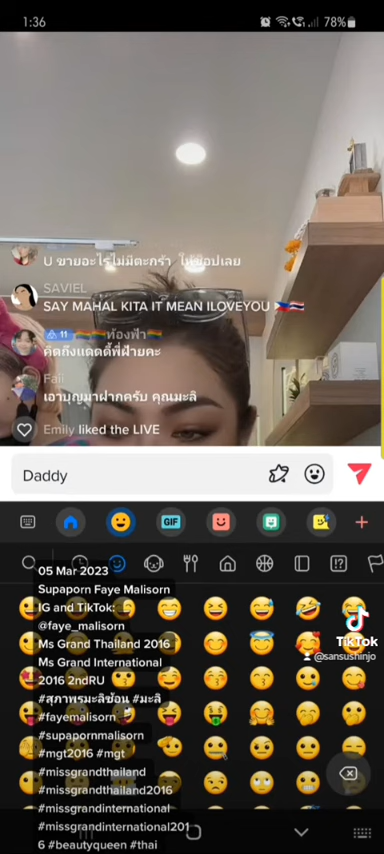 1:36
78%
U ขายอะไรไม่มีตะกร้า ให้ช้อปเลย
SAVIEL
SAY MAHAL KITA IT MEAN ILOVEYOU 🇵🇭🇹🇭
11 🏳️‍🌈🏳️‍🌈ท้องฟ้า🏳️‍🌈
คิดถึงแดดดี้พี่ฝ้ายคะ
Faii
เอาบุญมาฝากครับ คุณมะลิ
Emily liked the LIVE
Daddy
GIF
05 Mar 2023
Supaporn Faye Malisorn
IG and TikTok:
@faye_malisorn
Ms Grand Thailand 2016
Ms Grand International
2016 2ndRU
#สุภาพรมะลิซ้อน #มะลิ
#fayemalisorn
#supapornmalisorn
#mgt2016 #mgt
#missgrandthailand
#missgrandthailand2016
#missgrandinternational
#missgrandinternational201
6 #beautyqueen #thai
TikTok
@sansushinjo